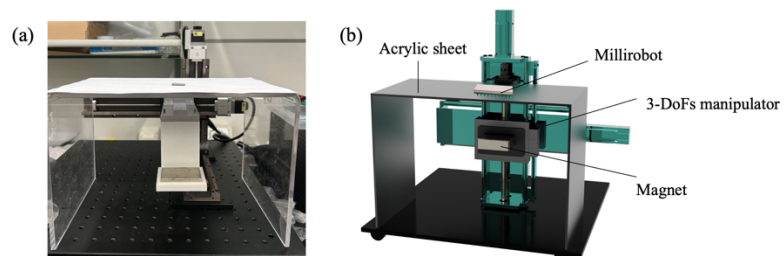 (a)
(b)
Acrylic sheet
Millirobot
3-DoFs manipulator
Magnet